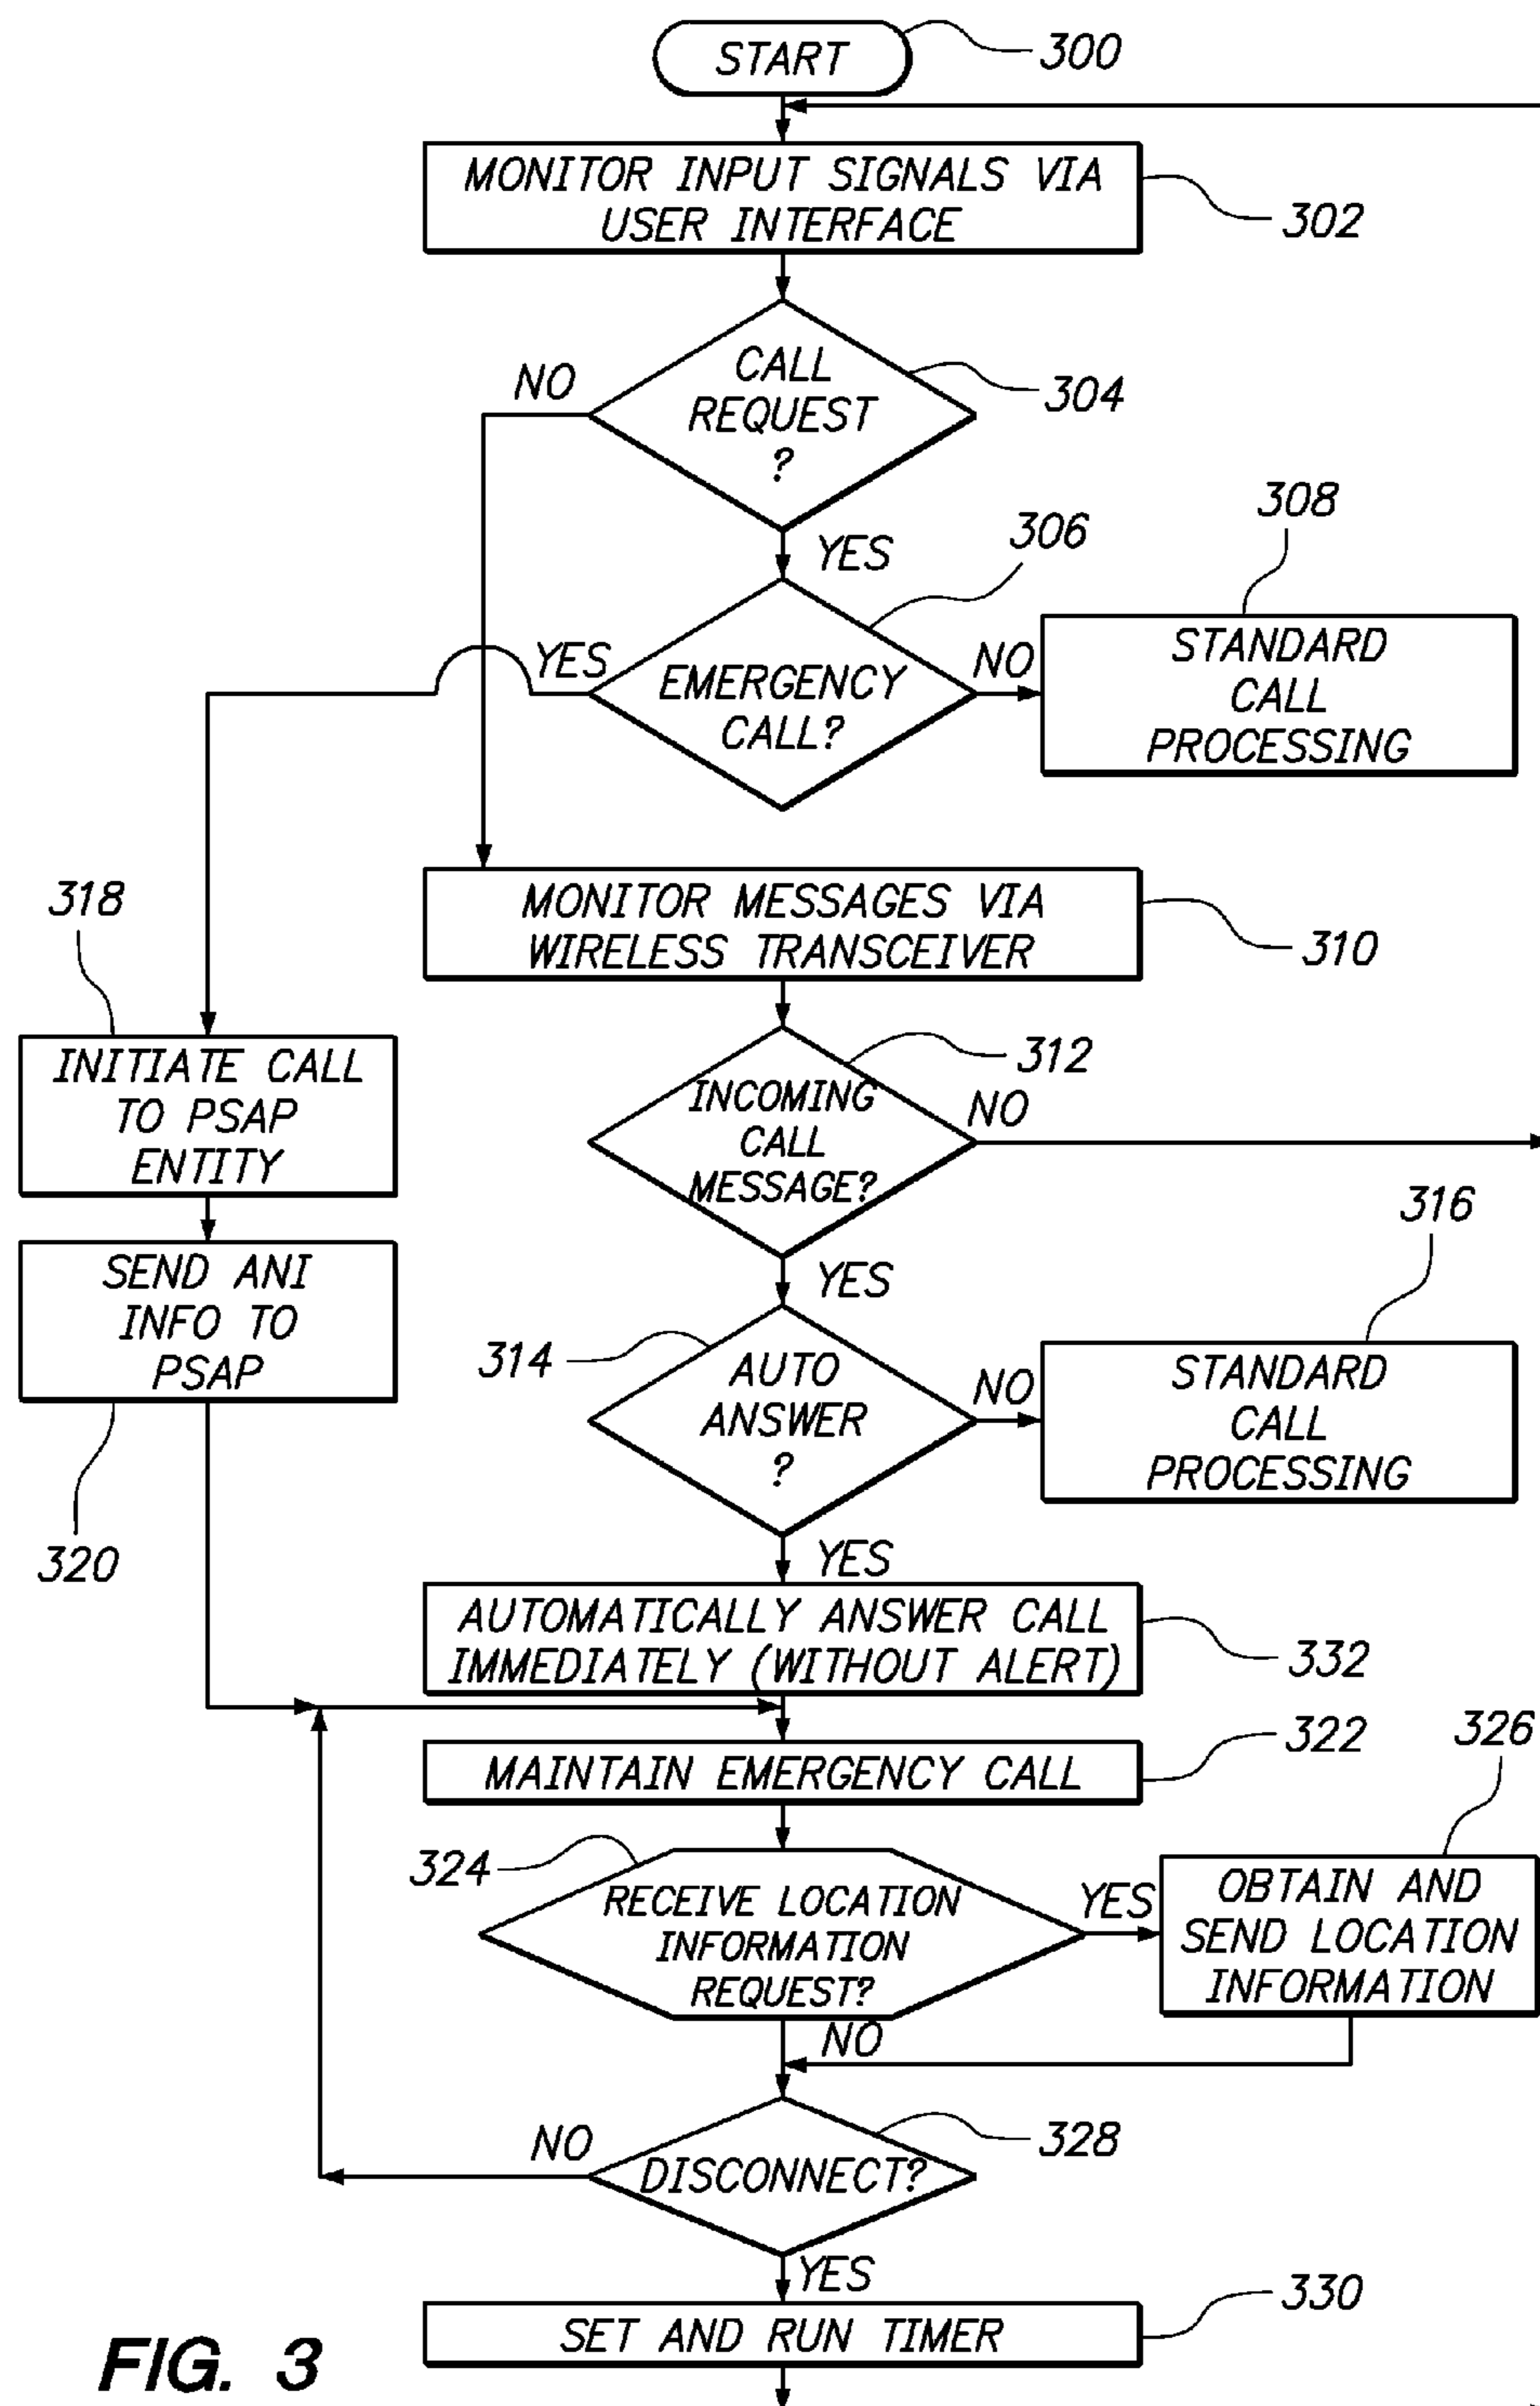 START
300
MONITOR INPUT SIGNALS VIA
USER INTERFACE
302
CALL
REQUEST
?
304
NO
YES
306
308
EMERGENCY
CALL?
YES
NO
STANDARD
CALL
PROCESSING
MONITOR MESSAGES VIA
WIRELESS TRANSCEIVER
310
318
INITIATE CALL
TO PSAP
ENTITY
INCOMING
CALL
MESSAGE?
312
NO
YES
SEND ANI
INFO TO
PSAP
320
314
AUTO
ANSWER
?
NO
316
STANDARD
CALL
PROCESSING
YES
AUTOMATICALLY ANSWER CALL
IMMEDIATELY (WITHOUT ALERT)
332
MAINTAIN EMERGENCY CALL
322
324
RECEIVE LOCATION
INFORMATION
REQUEST?
YES
326
OBTAIN AND
SEND LOCATION
INFORMATION
NO
DISCONNECT?
328
NO
YES
SET AND RUN TIMER
330
FIG. 3